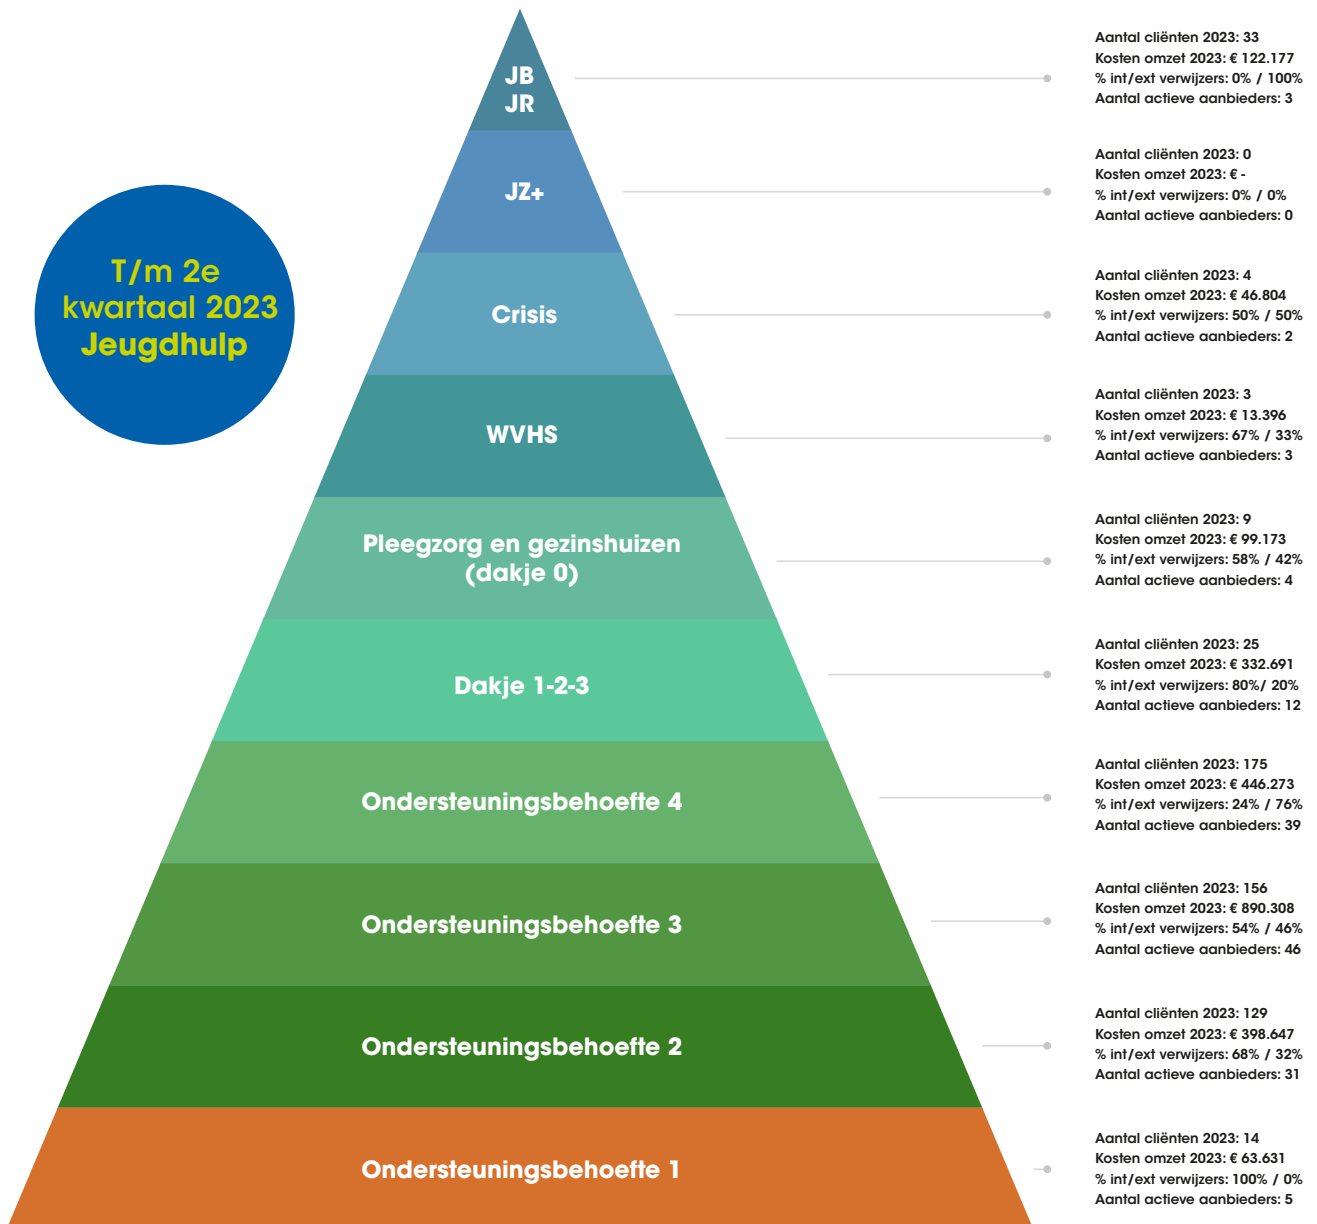 T/m 2e
kwartaal 2023
Jeugdhulp
JB
JR
Aantal cliënten 2023: 33
Kosten omzet 2023: € 122.177
% int/ext verwijzers: 0% / 100%
Aantal actieve aanbieders: 3
JZ+
Aantal cliënten 2023: 0
Kosten omzet 2023: € -
% int/ext verwijzers: 0% / 0%
Aantal actieve aanbieders: 0
Crisis
Aantal cliënten 2023: 4
Kosten omzet 2023: € 46.804
% int/ext verwijzers: 50% / 50%
Aantal actieve aanbieders: 2
WVHS
Aantal cliënten 2023: 3
Kosten omzet 2023: € 13.396
% int/ext verwijzers: 67% / 33%
Aantal actieve aanbieders: 3
Pleegzorg en gezinshuizen
(dakje 0)
Aantal cliënten 2023: 9
Kosten omzet 2023: € 99.173
% int/ext verwijzers: 58% / 42%
Aantal actieve aanbieders: 4
Dakje 1-2-3
Aantal cliënten 2023: 25
Kosten omzet 2023: € 332.691
% int/ext verwijzers: 80%/ 20%
Aantal actieve aanbieders: 12
Ondersteuningsbehoefte 4
Aantal cliënten 2023: 175
Kosten omzet 2023: € 446.273
% int/ext verwijzers: 24% / 76%
Aantal actieve aanbieders: 39
Ondersteuningsbehoefte 3
Aantal cliënten 2023: 156
Kosten omzet 2023: € 890.308
% int/ext verwijzers: 54% / 46%
Aantal actieve aanbieders: 46
Ondersteuningsbehoefte 2
Aantal cliënten 2023: 129
Kosten omzet 2023: € 398.647
% int/ext verwijzers: 68% / 32%
Aantal actieve aanbieders: 31
Ondersteuningsbehoefte 1
Aantal cliënten 2023: 14
Kosten omzet 2023: € 63.631
% int/ext verwijzers: 100% / 0%
Aantal actieve aanbieders: 5